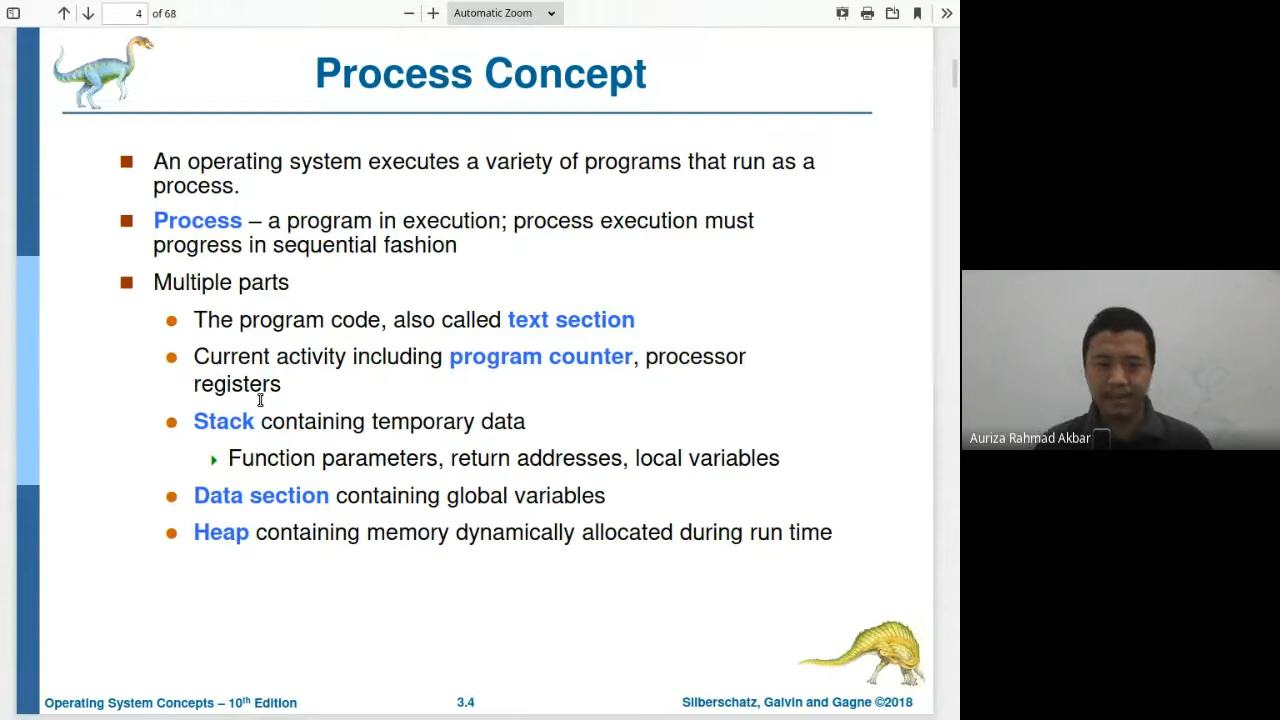 4 of 68
Automatic Zoom
Process Concept
An operating system executes a variety of programs that run as a
process.
Process – a program in execution; process execution must
progress in sequential fashion
Multiple parts
The program code, also called text section
Current activity including program counter, processor
registers
Stack containing temporary data
Function parameters, return addresses, local variables
Data section containing global variables
Heap containing memory dynamically allocated during run time
Operating System Concepts – 10th Edition
3.4
Silberschatz, Galvin and Gagne ©2018
Auriza Rahmad Akbar